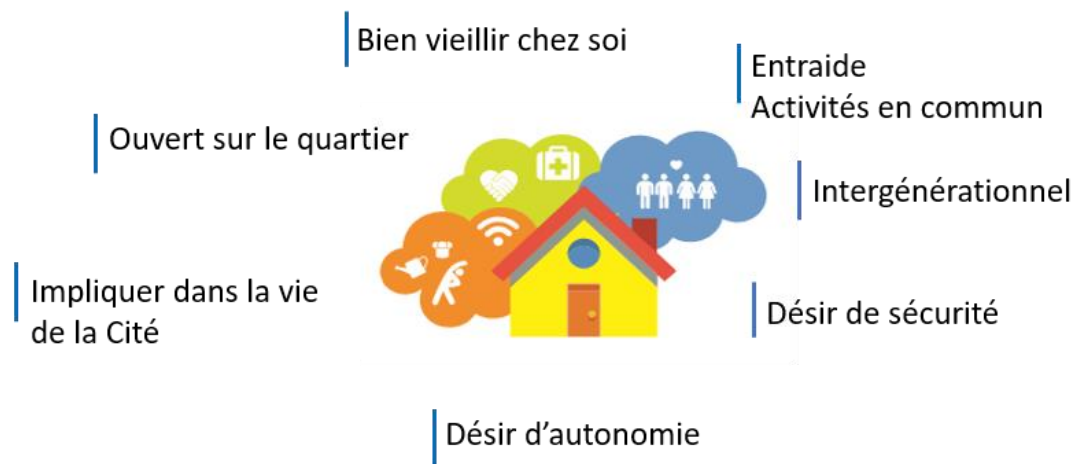 Bien vieillir chez soi
Entraide
Activités en commun
Ouvert sur le quartier
Intergénérationnel
Impliquer dans la vie
de la Cité
Désir de sécurité
Désir d’autonomie